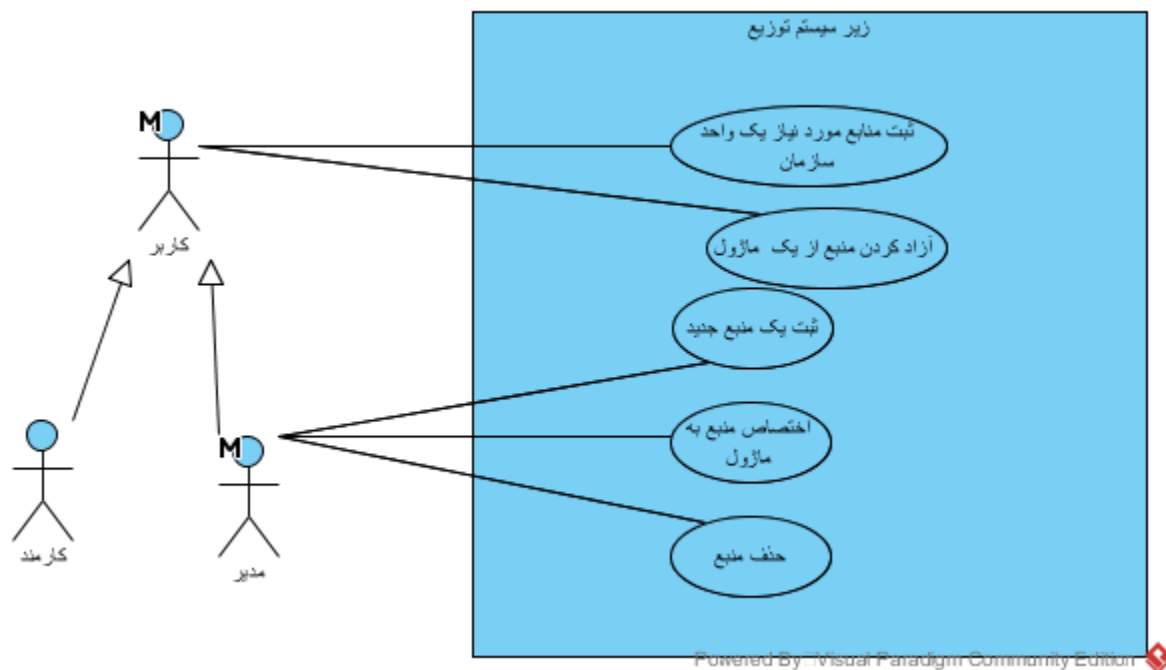 زیر سیستم توزیع
M
ثبت منابع مورد نیاز یک واحد
سازمان
کاربر
آزاد کردن منبع از یک ماژول
ثبت یک منبع جدید
اختصاص منبع به
ماژول
M
کارمند
مدیر
حذف منبع
Powered By Visual Paradigm Community Edition